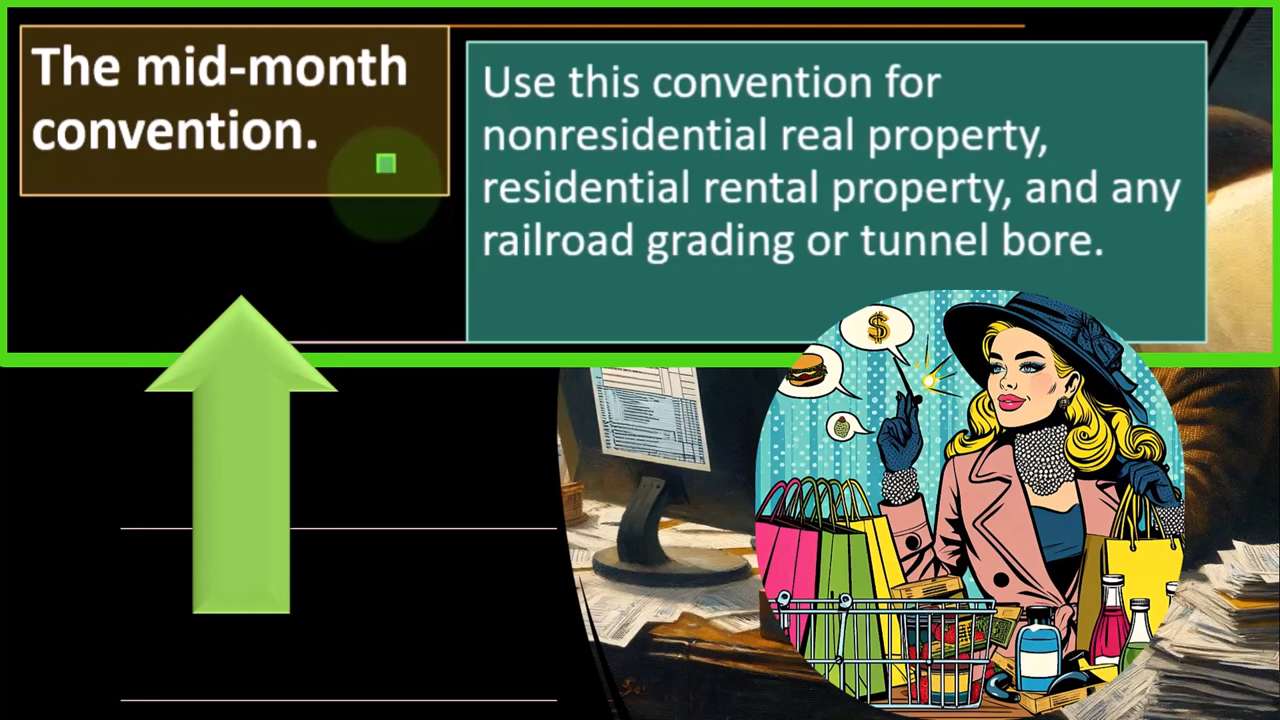 The mid-month
convention.
Use this convention for
nonresidential real property,
residential rental property, and any
railroad grading or tunnel bore.
$